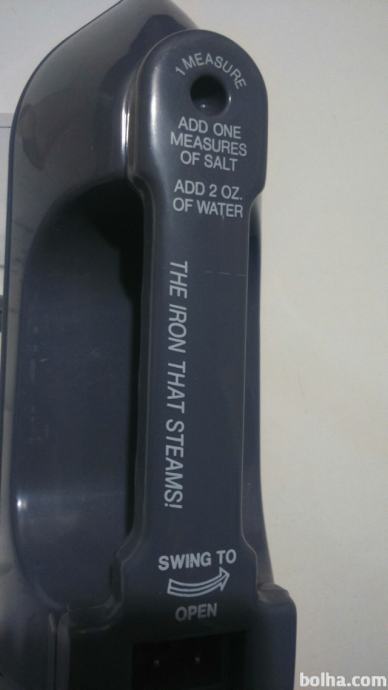 1 MEASURE
ADD ONE
MEASURES
OF SALT
ADD 2 OZ.
OF WATER
THE IRON THAT STEAMS!
SWING TO
OPEN
bolha.com